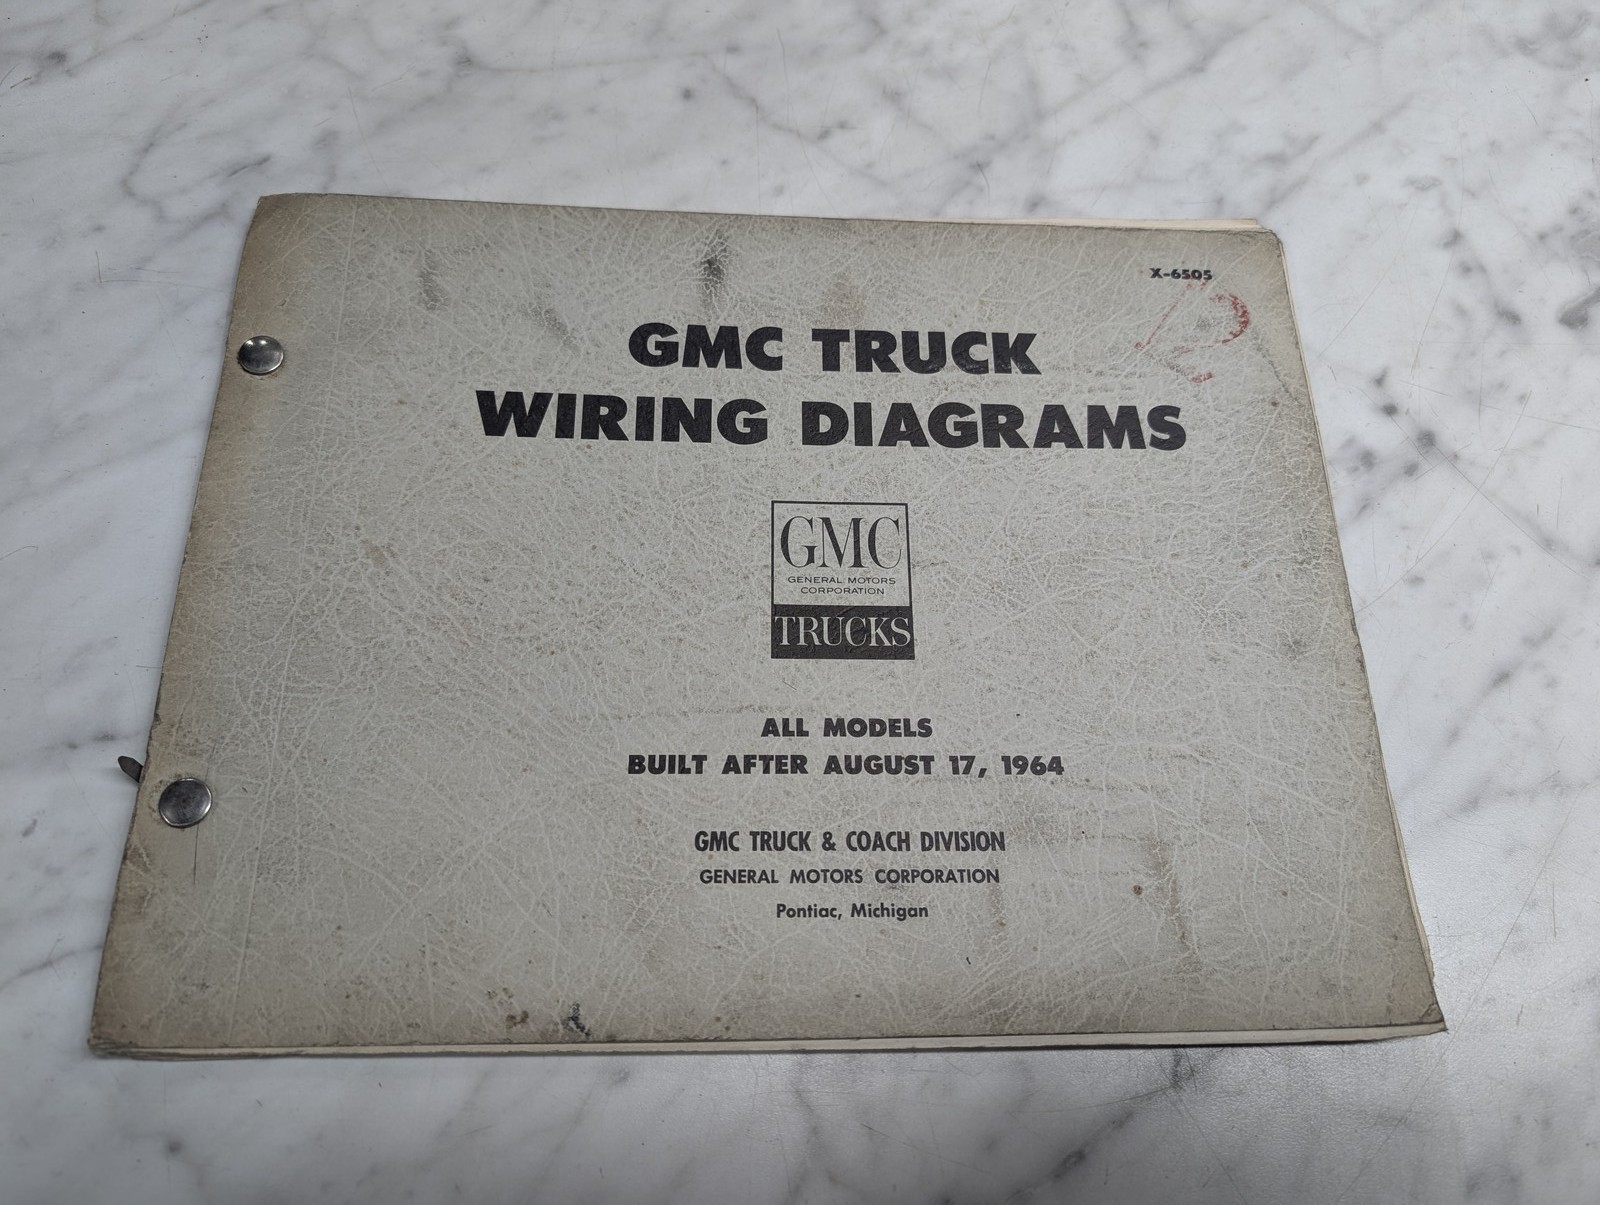 X-6505
12
GMC TRUCK
WIRING DIAGRAMS
GMC
GENERAL MOTORS
CORPORATION
TRUCKS
ALL MODELS
BUILT AFTER AUGUST 17, 1964
GMC TRUCK & COACH DIVISION
GENERAL MOTORS CORPORATION
Pontiac, Michigan